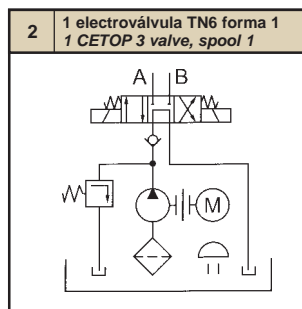 2
1 electroválvula TN6 forma 1
1 CETOP 3 valve, spool 1
A B
M